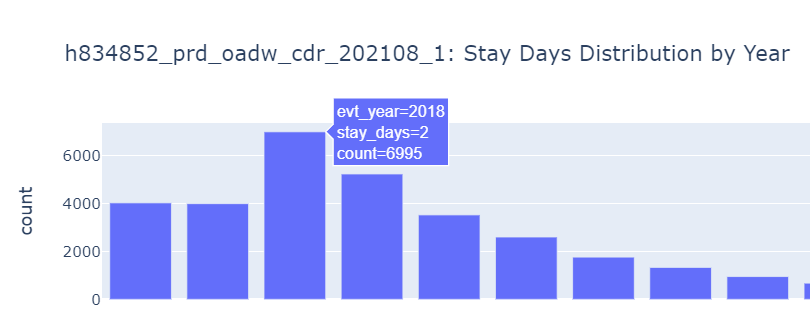 h834852_prd_oadw_cdr_202108_1: Stay Days Distribution by Year
evt_year=2018
stay_days=2
count=6995
6000
4000
2000
0
count